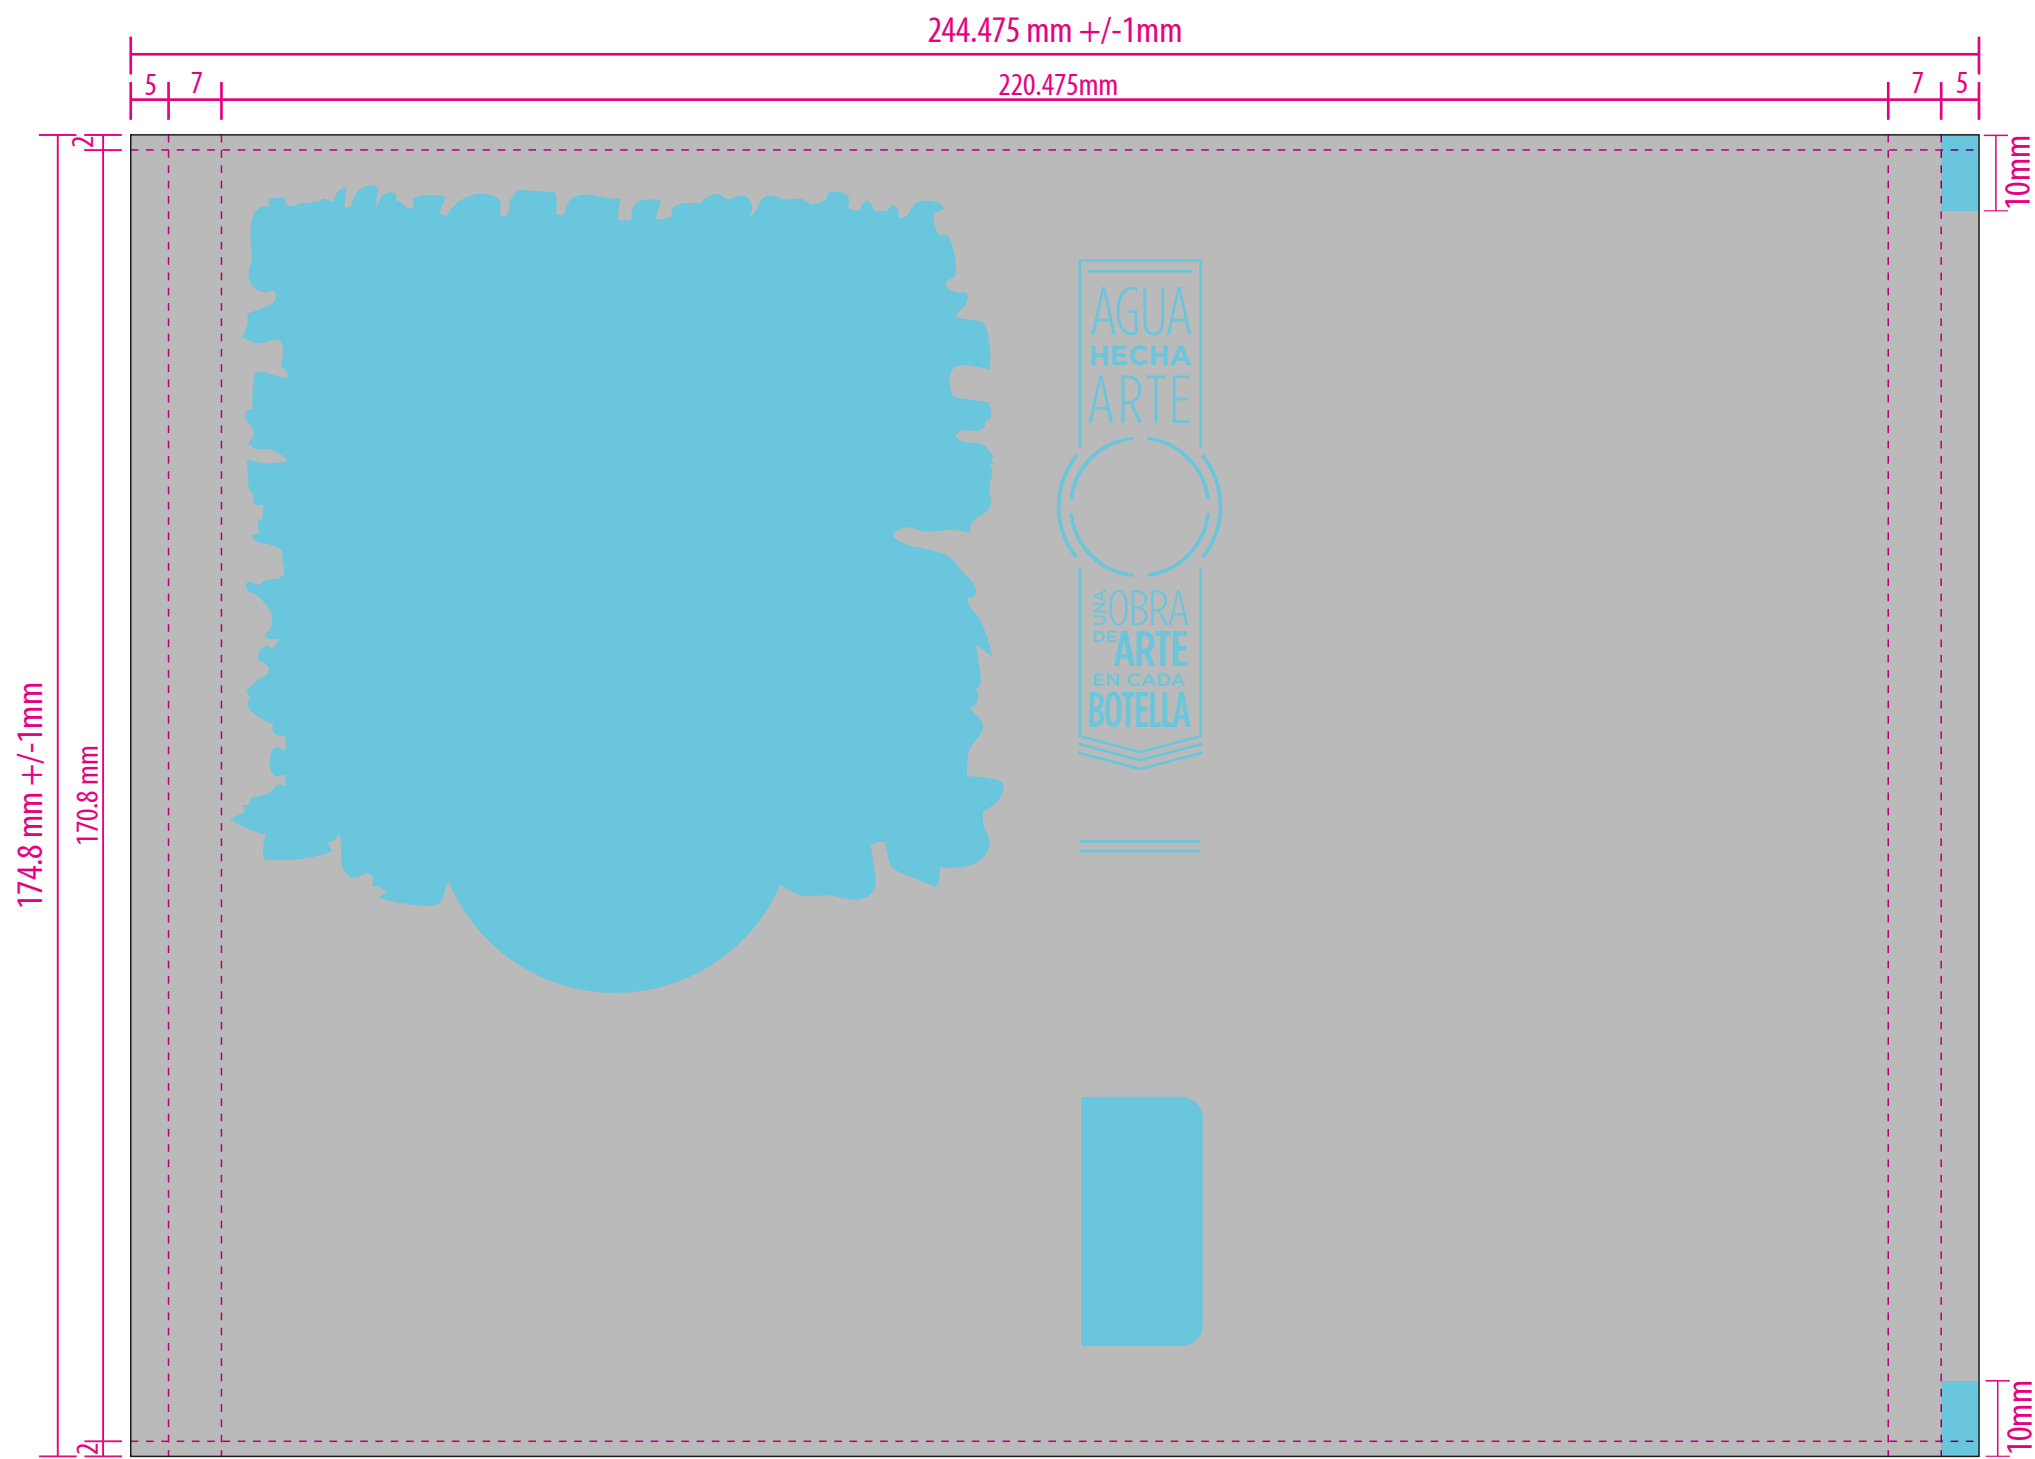 244.475 mm +/-1mm
5 7 220.475mm 7 5
2
10mm
AGUA
HECHA
ARTE
UNA OBRA
DE ARTE
EN CADA
BOTELLA
174.8 mm +/-1mm
170.8 mm
2
10mm